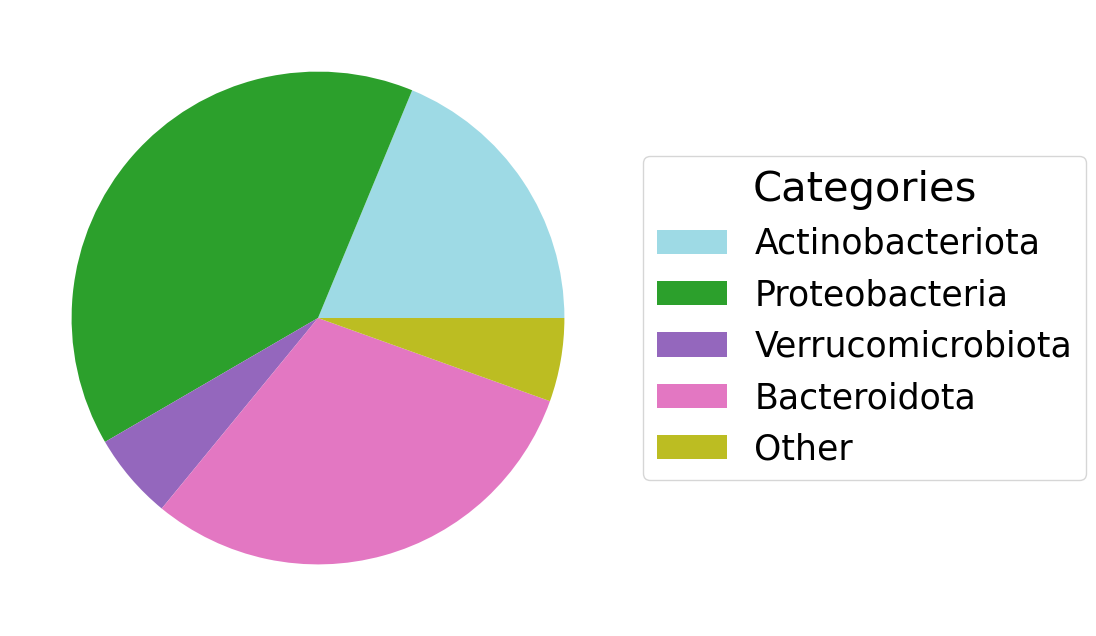 Categories
Actinobacteriota
Proteobacteria
Verrucomicrobiota
Bacteroidota
Other